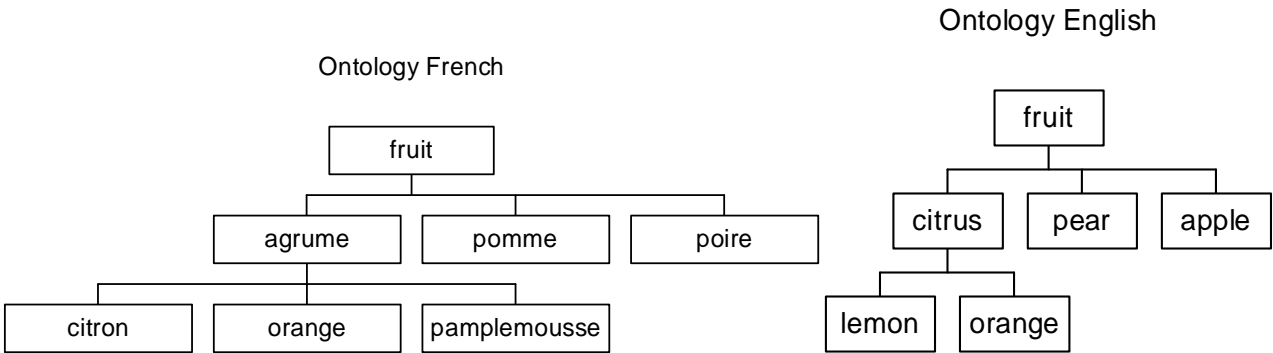 Ontology French
fruit
agrume pomme poire
citron orange pamplemousse
Ontology English
fruit
citrus pear apple
lemon orange